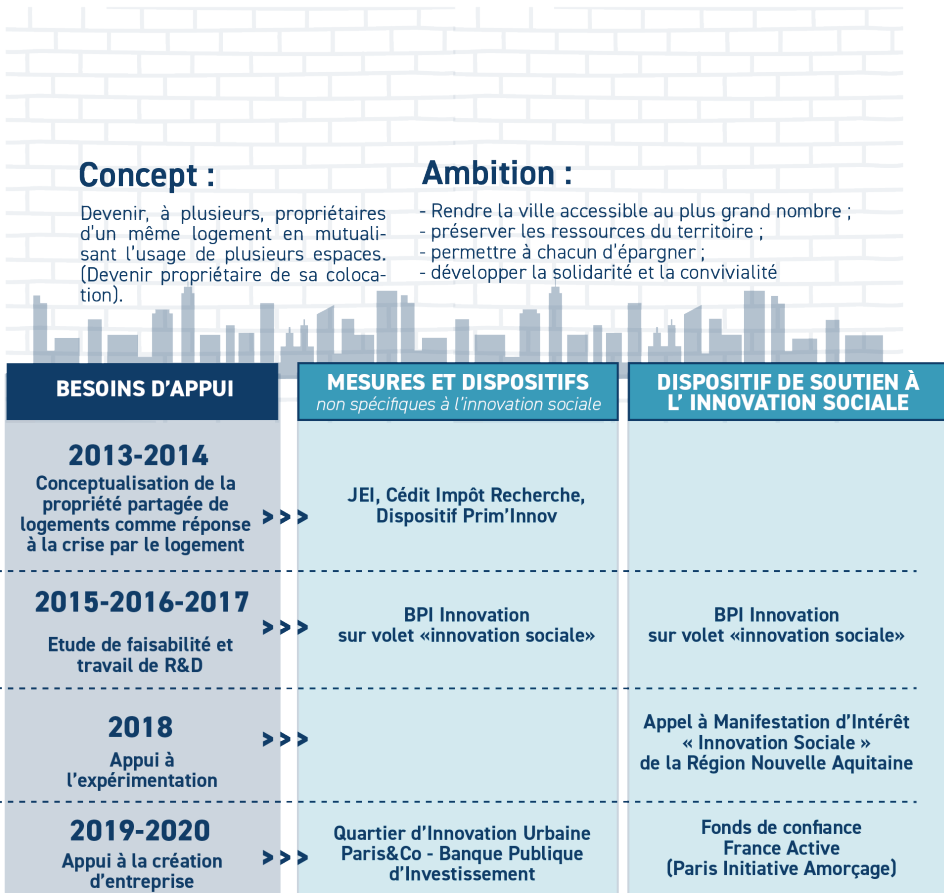 Concept :
Devenir, à plusieurs, propriétaires
d'un même logement en mutuali-
sant l'usage de plusieurs espaces.
(Devenir propriétaire de sa coloca-
tion).
Ambition :
- Rendre la ville accessible au plus grand nombre ;
- préserver les ressources du territoire ;
- permettre à chacun d'épargner ;
- développer la solidarité et la convivialité
BESOINS D'APPUI
MESURES ET DISPOSITIFS
non spécifiques à l'innovation sociale
DISPOSITIF DE SOUTIEN À
L' INNOVATION SOCIALE
2013-2014
Conceptualisation de la
propriété partagée de
logements comme réponse
à la crise par le logement
>>>
JEI, Cédit Impôt Recherche,
Dispositif Prim'Innov
2015-2016-2017
Etude de faisabilité et
travail de R&D
>>>
BPI Innovation
sur volet «innovation sociale»
BPI Innovation
sur volet «innovation sociale»
2018
Appui à
l'expérimentation
>>>
Appel à Manifestation d'Intérêt
« Innovation Sociale »
de la Région Nouvelle Aquitaine
2019-2020
Appui à la création
d'entreprise
>>>
Quartier d'Innovation Urbaine
Paris&Co - Banque Publique
d'Investissement
Fonds de confiance
France Active
(Paris Initiative Amorçage)